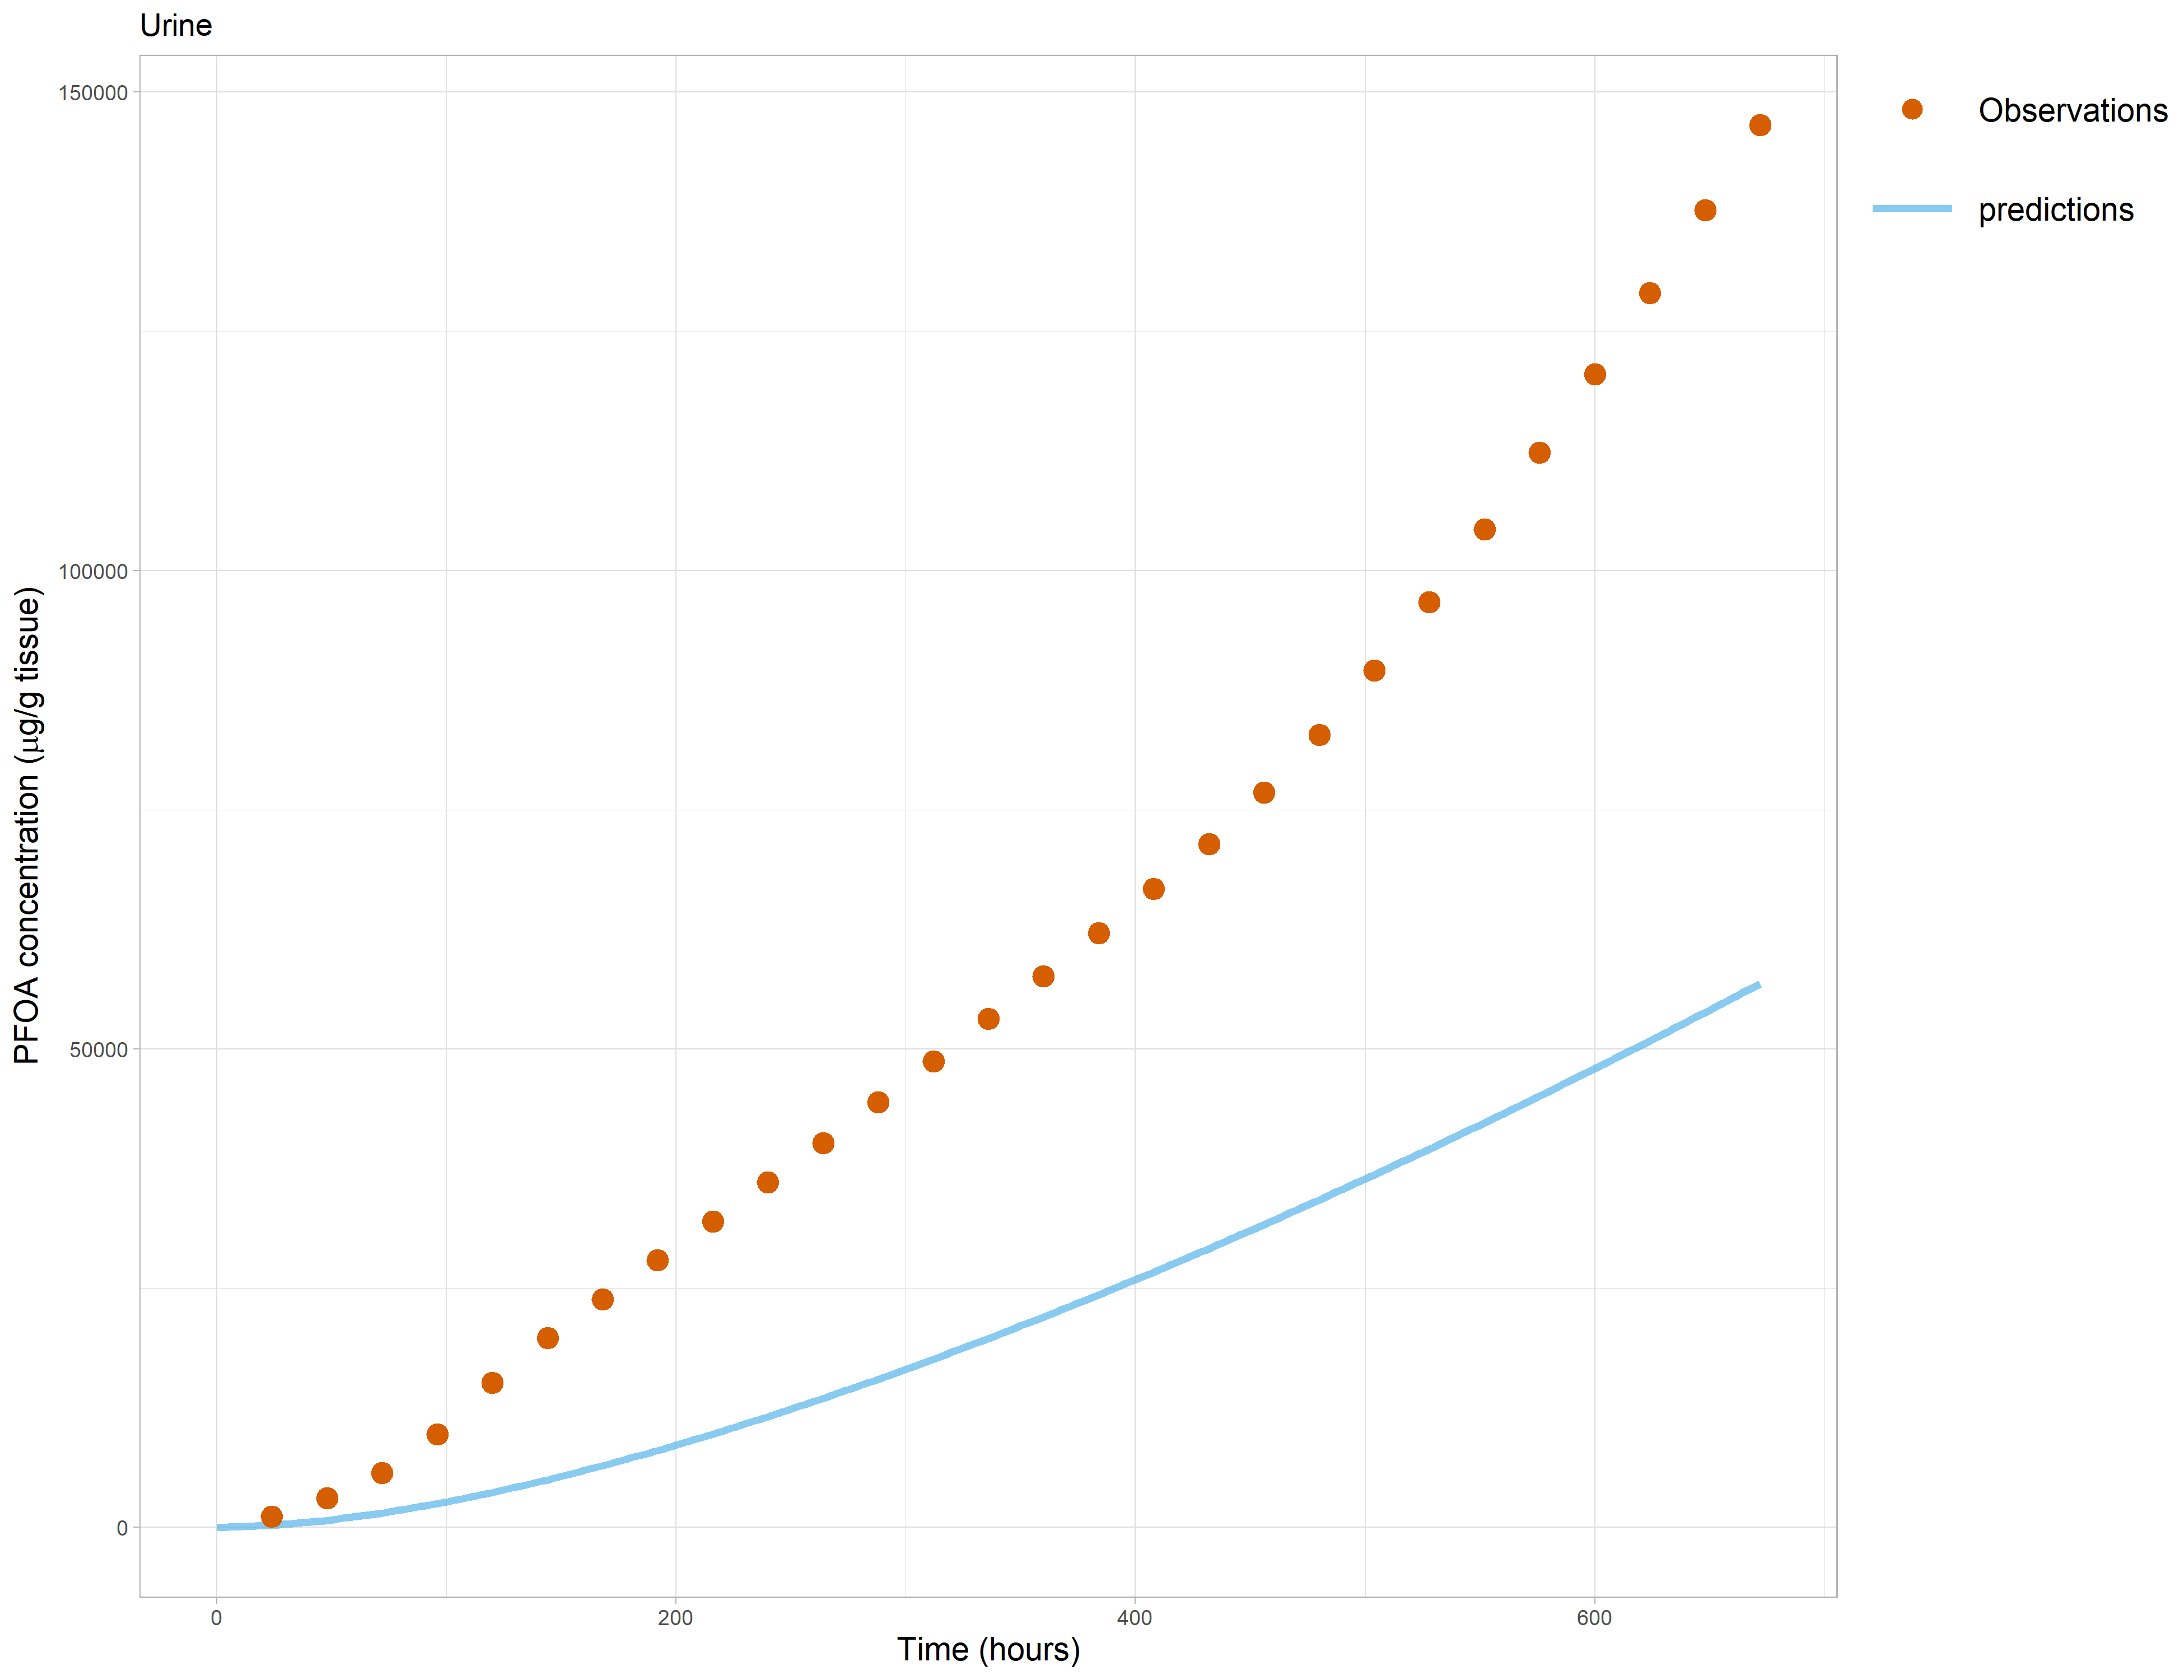 Urine
150000
100000
50000
0
PFOA concentration (μg/g tissue)
0 200 400 600
Time (hours)
Observations
predictions